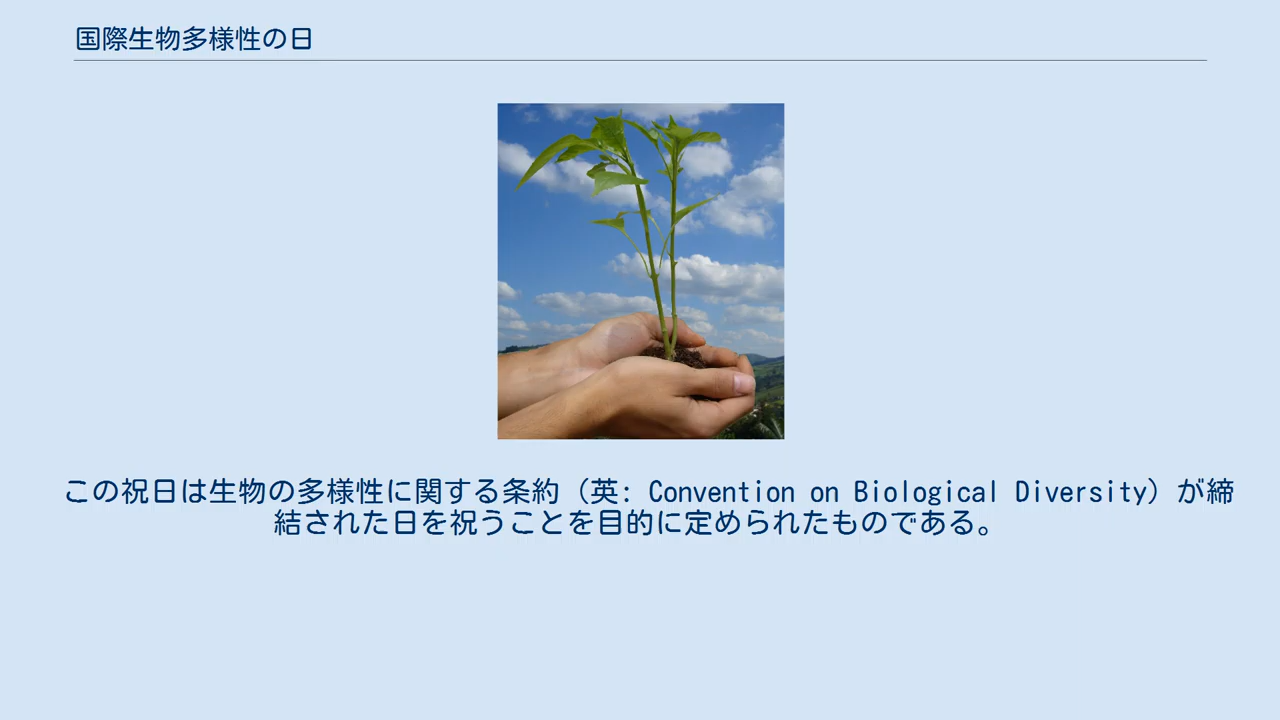 国際生物多様性の日
この祝日は生物の多様性に関する条約（英: Convention on Biological Diversity）が締
結された日を祝うことを目的に定められたものである。